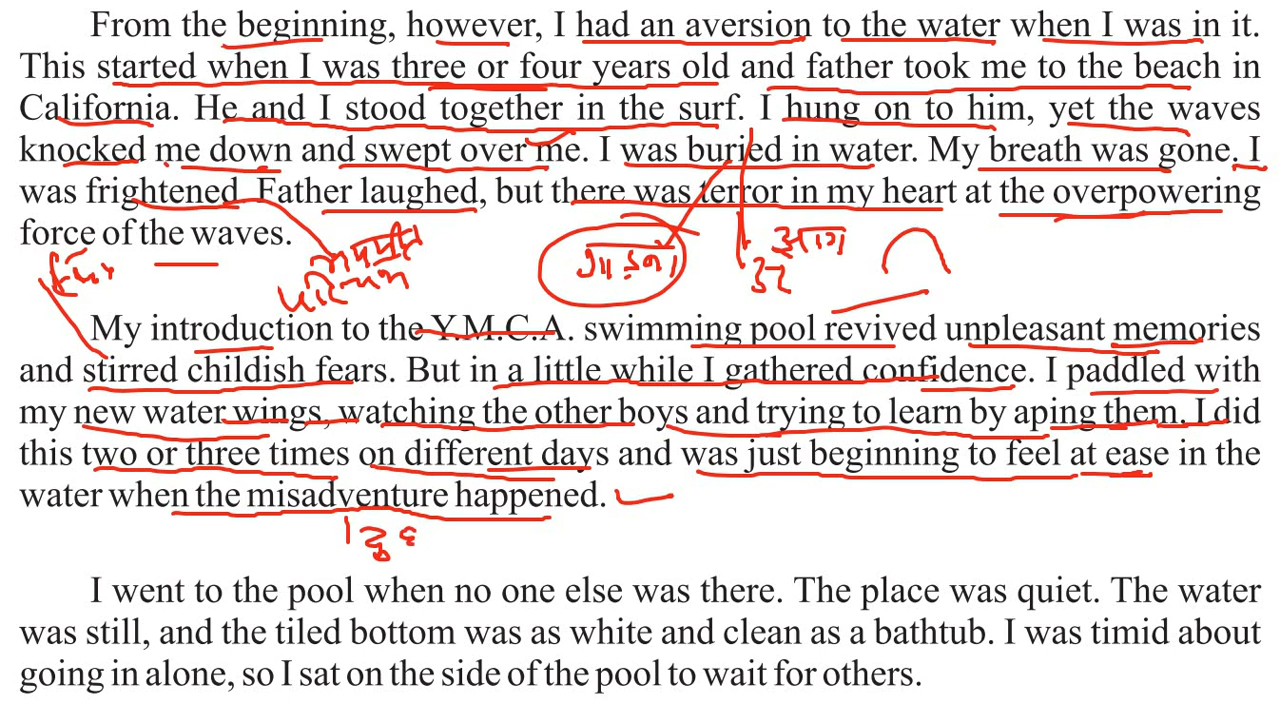 From the beginning, however, I had an aversion to the water when I was in it.
This started when I was three or four years old and father took me to the beach in
California. He and I stood together in the surf. I hung on to him, yet the waves
knocked me down and swept over me. I was buried in water. My breath was gone. I
was frightened. Father laughed, but there was terror in my heart at the overpowering
force of the waves.
डर
My introduction to the Y.M.C.A. swimming pool revived unpleasant memories
and stirred childish fears. But in a little while I gathered confidence. I paddled with
my new water wings, watching the other boys and trying to learn by aping them. I did
this two or three times on different days and was just beginning to feel at ease in the
water when the misadventure happened.
I went to the pool when no one else was there. The place was quiet. The water
was still, and the tiled bottom was as white and clean as a bathtub. I was timid about
going in alone, so I sat on the side of the pool to wait for others.